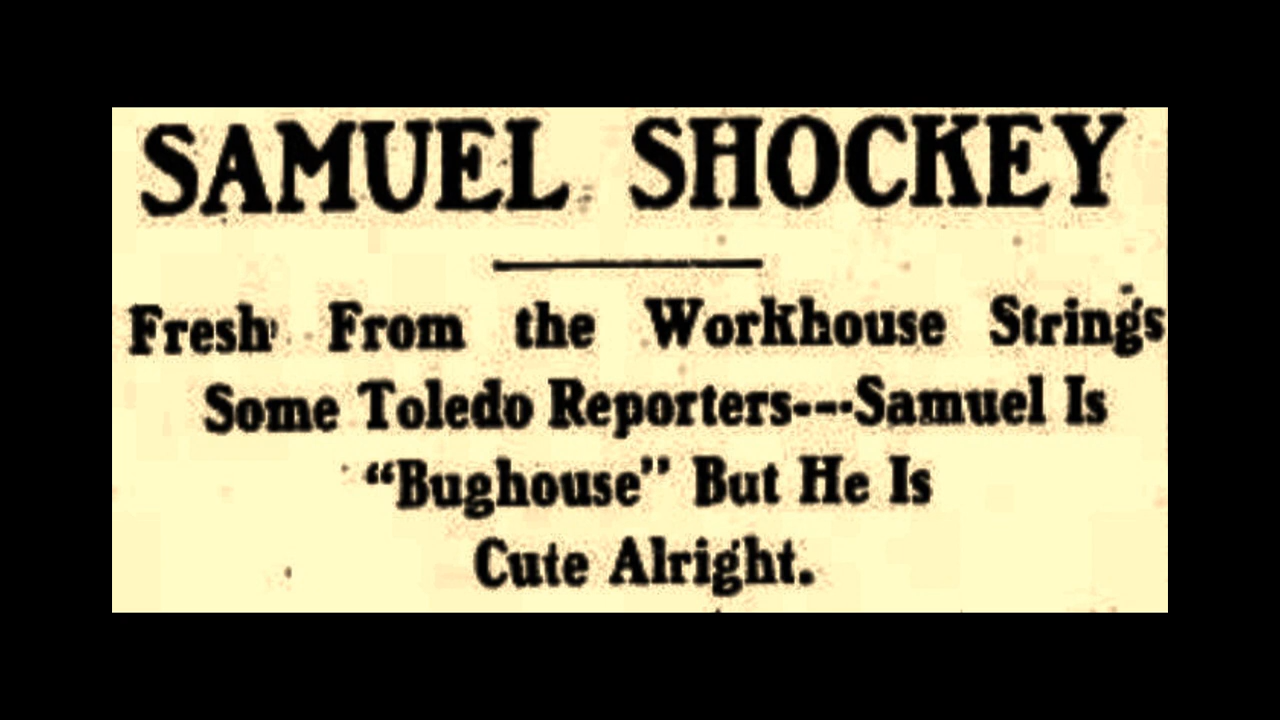 SAMUEL SHOCKEY
Fresh From the Workhouse Strings
Some Toledo Reporters---Samuel Is
“Bughouse” But He Is
Cute Alright.